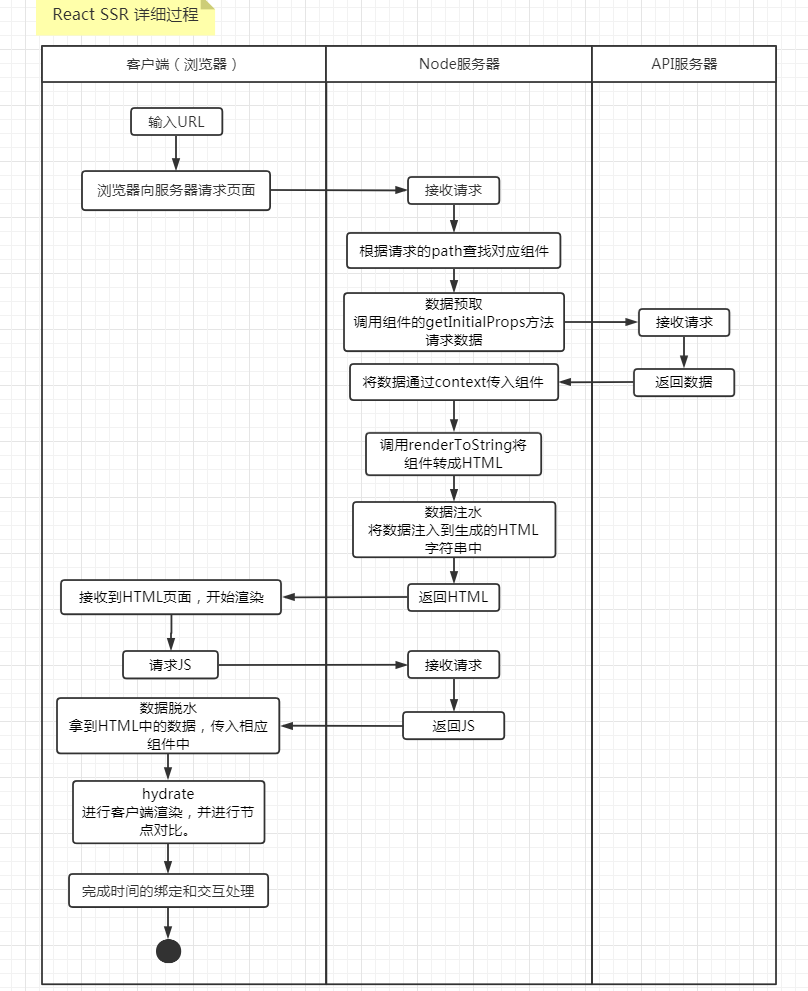 React SSR 详细过程
客户端（浏览器）
Node服务器
API服务器
输入URL
浏览器向服务器请求页面
接收请求
根据请求的path查找对应组件
数据预取
调用组件的getInitialProps方法
请求数据
接收请求
返回数据
将数据通过context传入组件
调用renderToString将
组件转成HTML
数据注水
将数据注入到生成的HTML
字符串中
返回HTML
接收到HTML页面，开始渲染
请求JS
接收请求
返回JS
数据脱水
拿到HTML中的数据，传入相应
组件中
hydrate
进行客户端渲染，并进行节
点对比。
完成时间的绑定和交互处理